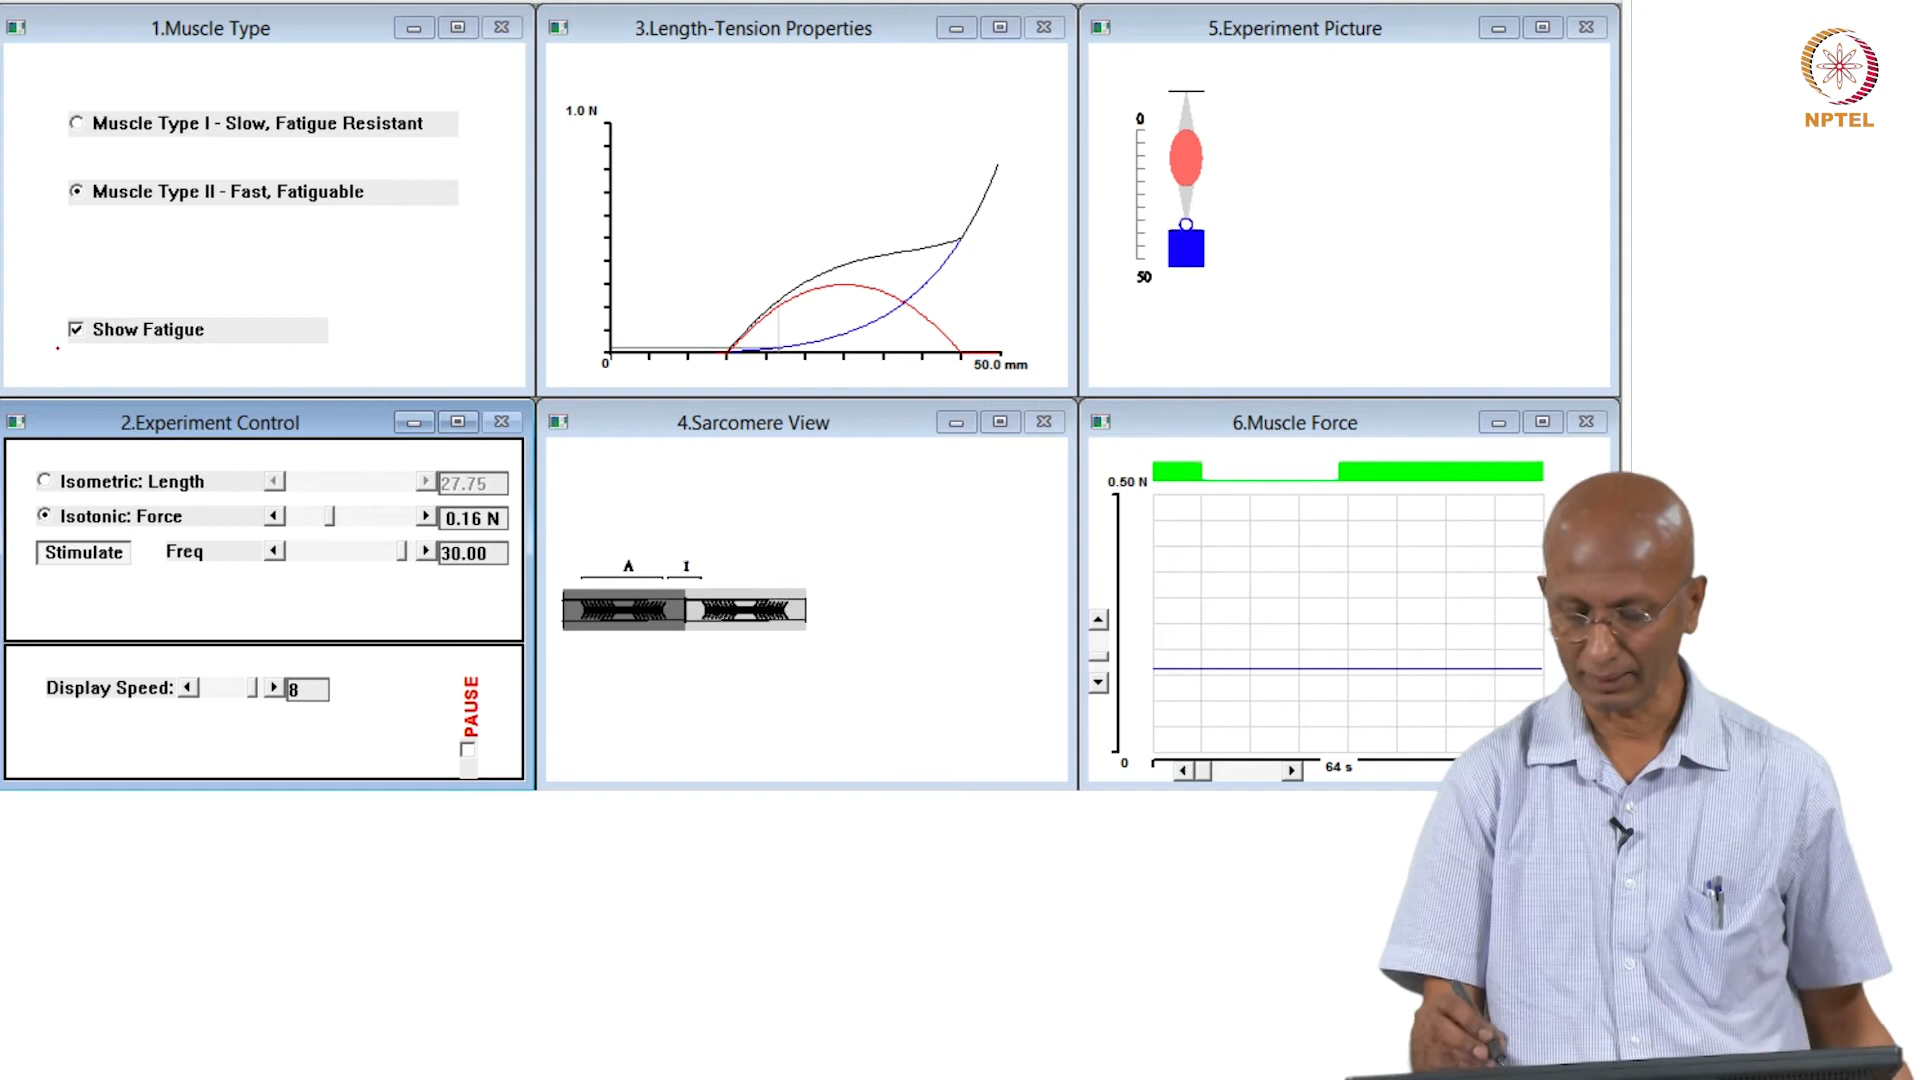 1.Muscle Type
Muscle Type I - Slow, Fatigue Resistant
Muscle Type II - Fast, Fatiguable
Show Fatigue
2.Experiment Control
Isometric: Length
27.75
Isotonic: Force
0.16 N
Stimulate
Freq
30.00
Display Speed:
8
PAUSE
3.Length-Tension Properties
1.0 N
0
50.0 mm
4.Sarcomere View
A
I
5.Experiment Picture
0
50
6.Muscle Force
0.50 N
0
64 s
NPTEL